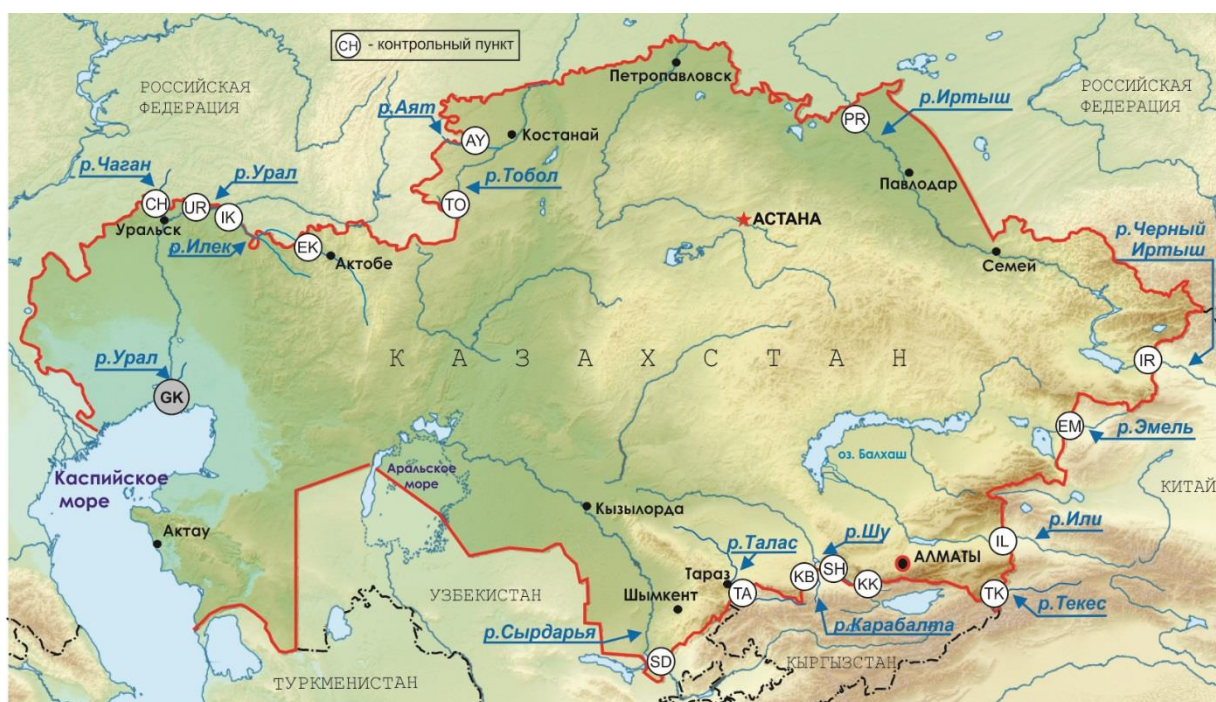 CH - контрольный пункт
РОССИЙСКАЯ
ФЕДЕРАЦИЯ
Петропавловск
р.Иртыш
РОССИЙСКАЯ
ФЕДЕРАЦИЯ
р.Аят
AY
Костанай
PR
р.Чаган
р.Урал
р.Тобол
Павлодар
CH
UR
IK
TO
Уральск
АСТАНА
р.Илек
EK
Актобе
Семей
р.Черный
Иртыш
КАЗАХСТАН
р.Урал
GK
IR
EM
р.Эмель
оз. Балхаш
Каспийское
море
Аральское
море
КИТАЙ
Кызылорда
Актау
р.Талас
р.Шу
IL
р.Или
АЛМАТЫ
Тараз
KB
SH
KK
УЗБЕКИСТАН
Шымкент
TA
TK
р.Текес
р.Сырдарья
р.Карабалта
SD
КЫРГЫЗСТАН
ТУРКМЕНИСТАН